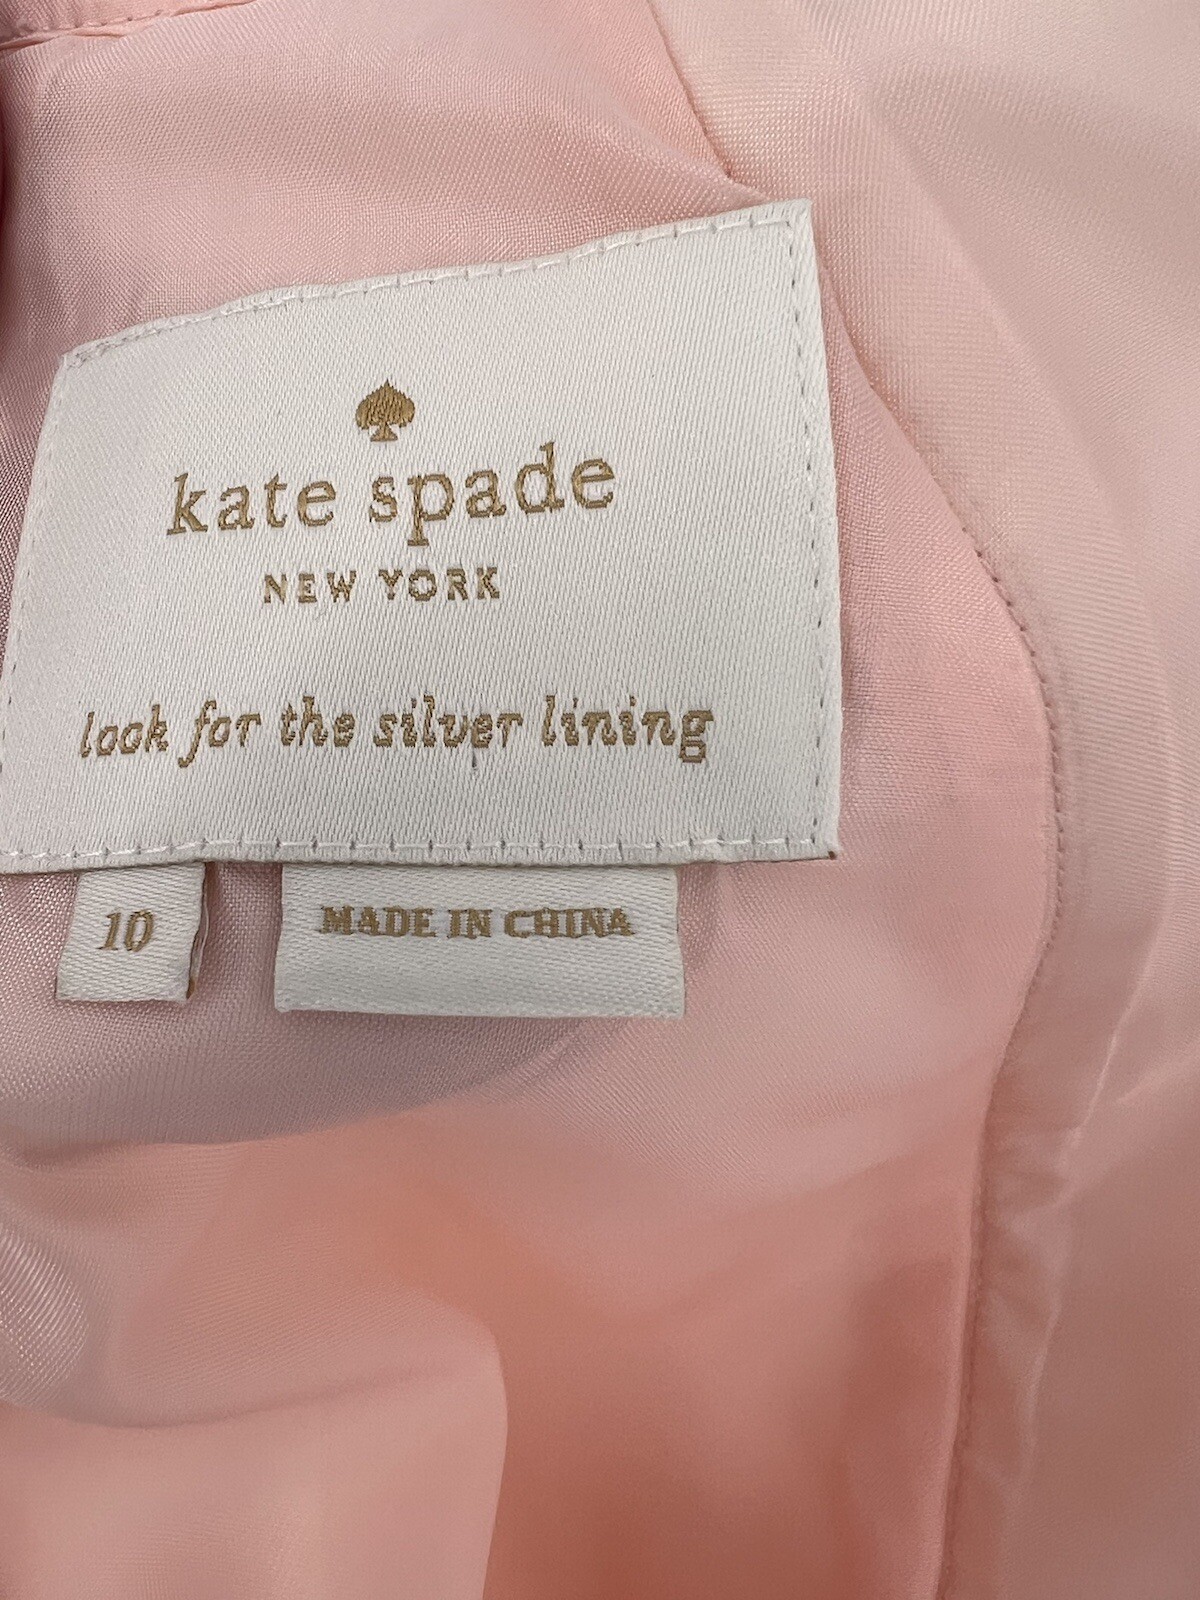 kate spade
NEW YORK
look for the silver lining
10
MADE IN CHINA